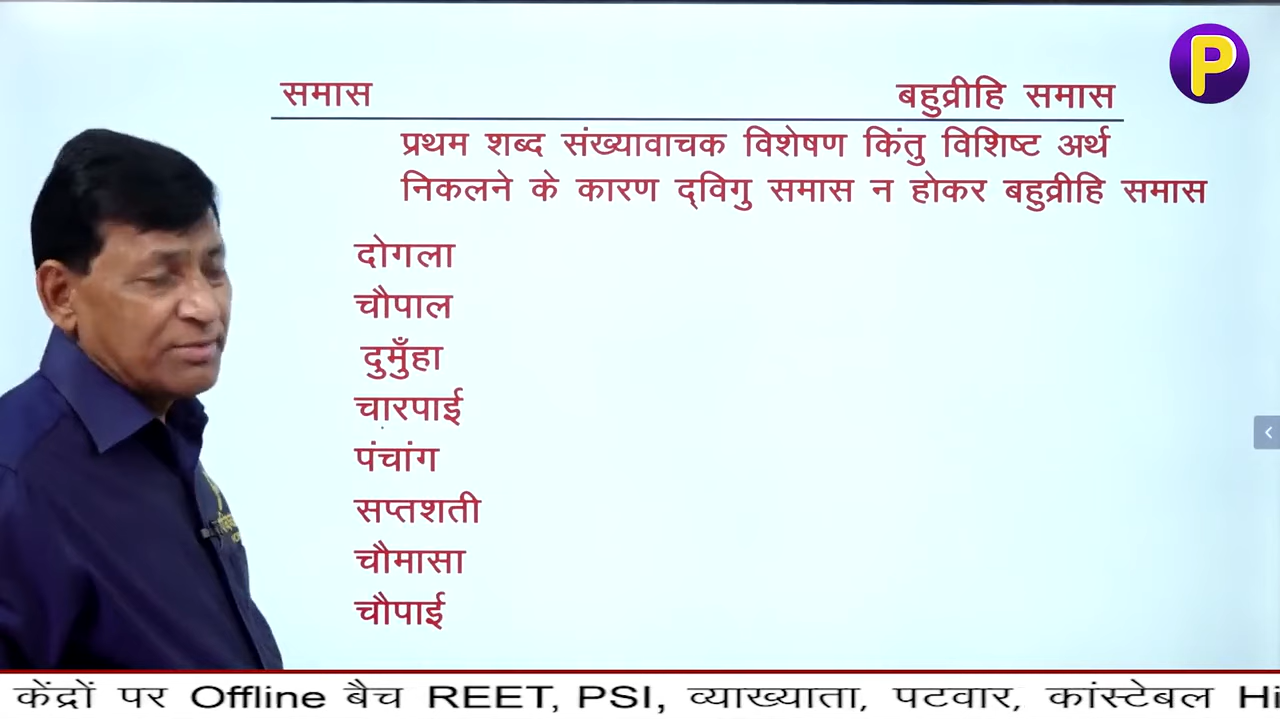 P
समास बहुव्रीहि समास
प्रथम शब्द संख्यावाचक विशेषण किंतु विशिष्ट अर्थ
निकलने के कारण द्‌विगु समास न होकर बहुव्रीहि समास
दोगला
चौपाल
दुमुँहा
चारपाई
पंचांग
सप्तशती
चौमासा
चौपाई
केंद्रों पर Offline बैच REET, PSI, व्याख्याता, पटवार, कांस्टेबल Hi